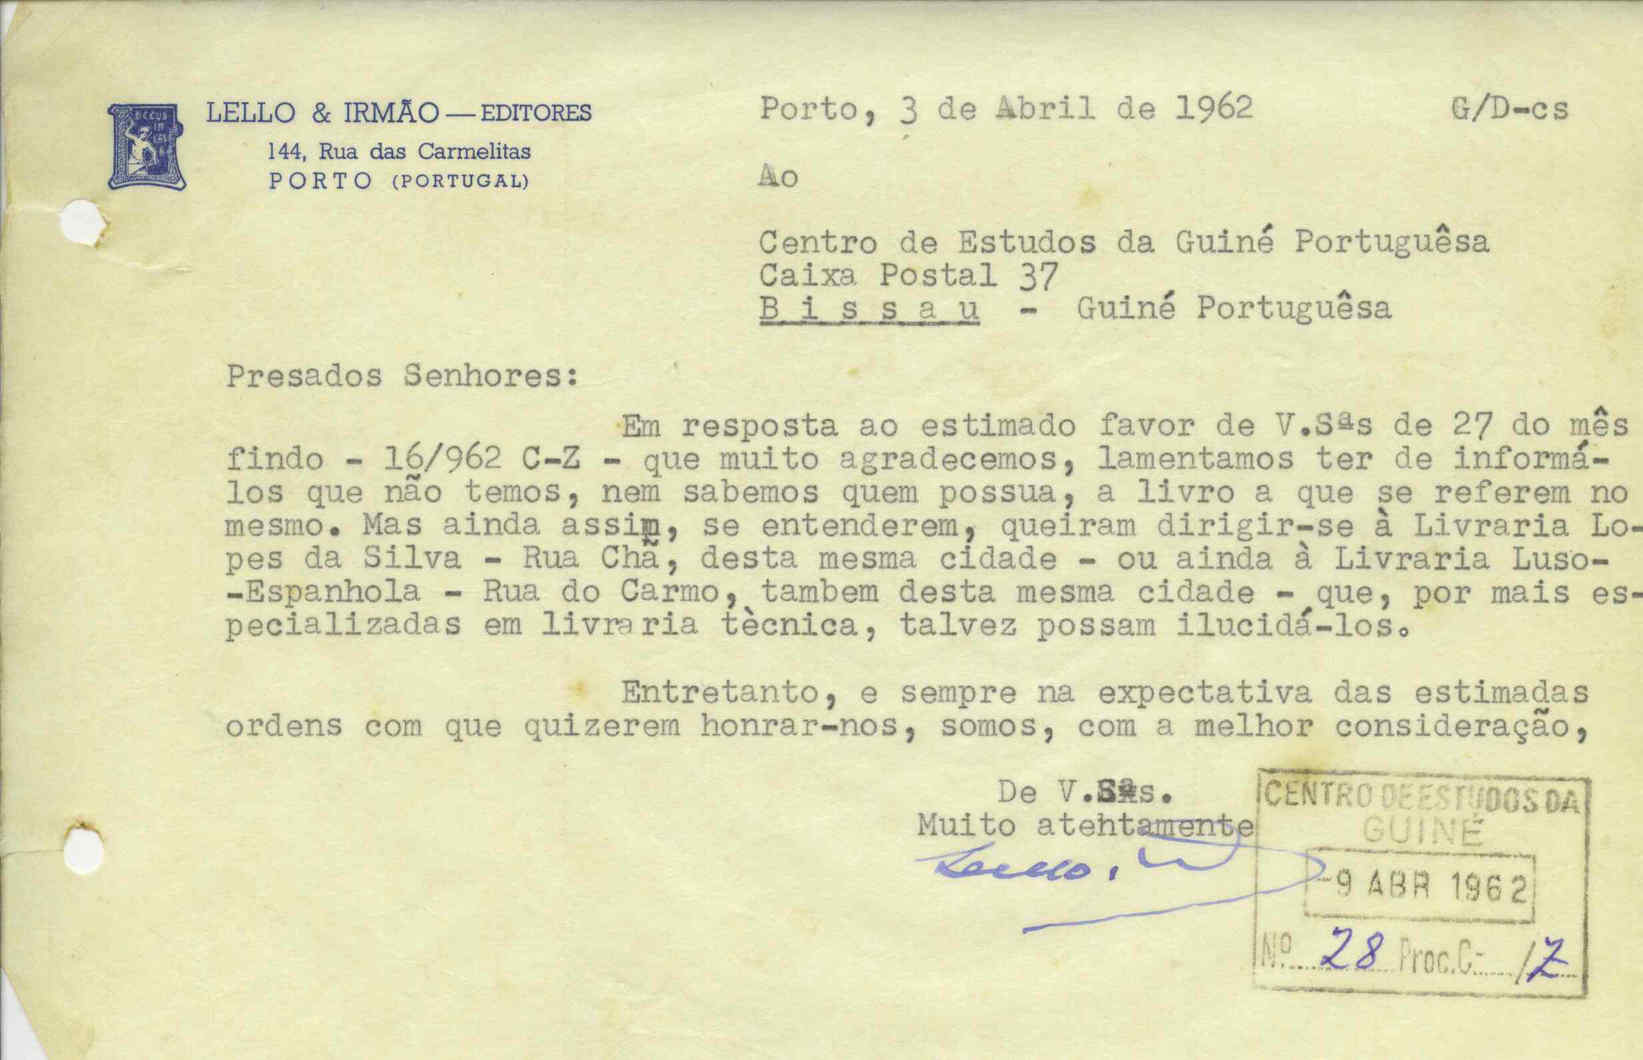 DECUS IN
LELLO & IRMÃO — EDITORES
144, Rua das Carmelitas
PORTO (PORTUGAL)
Porto, 3 de Abril de 1962 G/D-cs
Ao
Centro de Estudos da Guiné Portuguêsa
Caixa Postal 37
B i s s a u - Guiné Portuguêsa
Presados Senhores:
Em resposta ao estimado favor de V.Sªs de 27 do mês
findo - 16/962 C-Z - que muito agradecemos, lamentamos ter de informá-
los que não temos, nem sabemos quem possua, a livro a que se referem no
mesmo. Mas ainda assim, se entenderem, queiram dirigir-se à Livraria Lo-
pes da Silva - Rua Chã, desta mesma cidade - ou ainda à Livraria Luso-
-Espanhola - Rua do Carmo, tambem desta mesma cidade - que, por mais es-
pecializadas em livraria tècnica, talvez possam ilucidá-los.
Entretanto, e sempre na expectativa das estimadas
ordens com que quizerem honrar-nos, somos, com a melhor consideração,
De V.Sªs.
Muito atehtamente
CENTRO DE ESTUDOS DA
GUINÉ
-9 ABR 1962
Nº 28 Proc. C- /Z